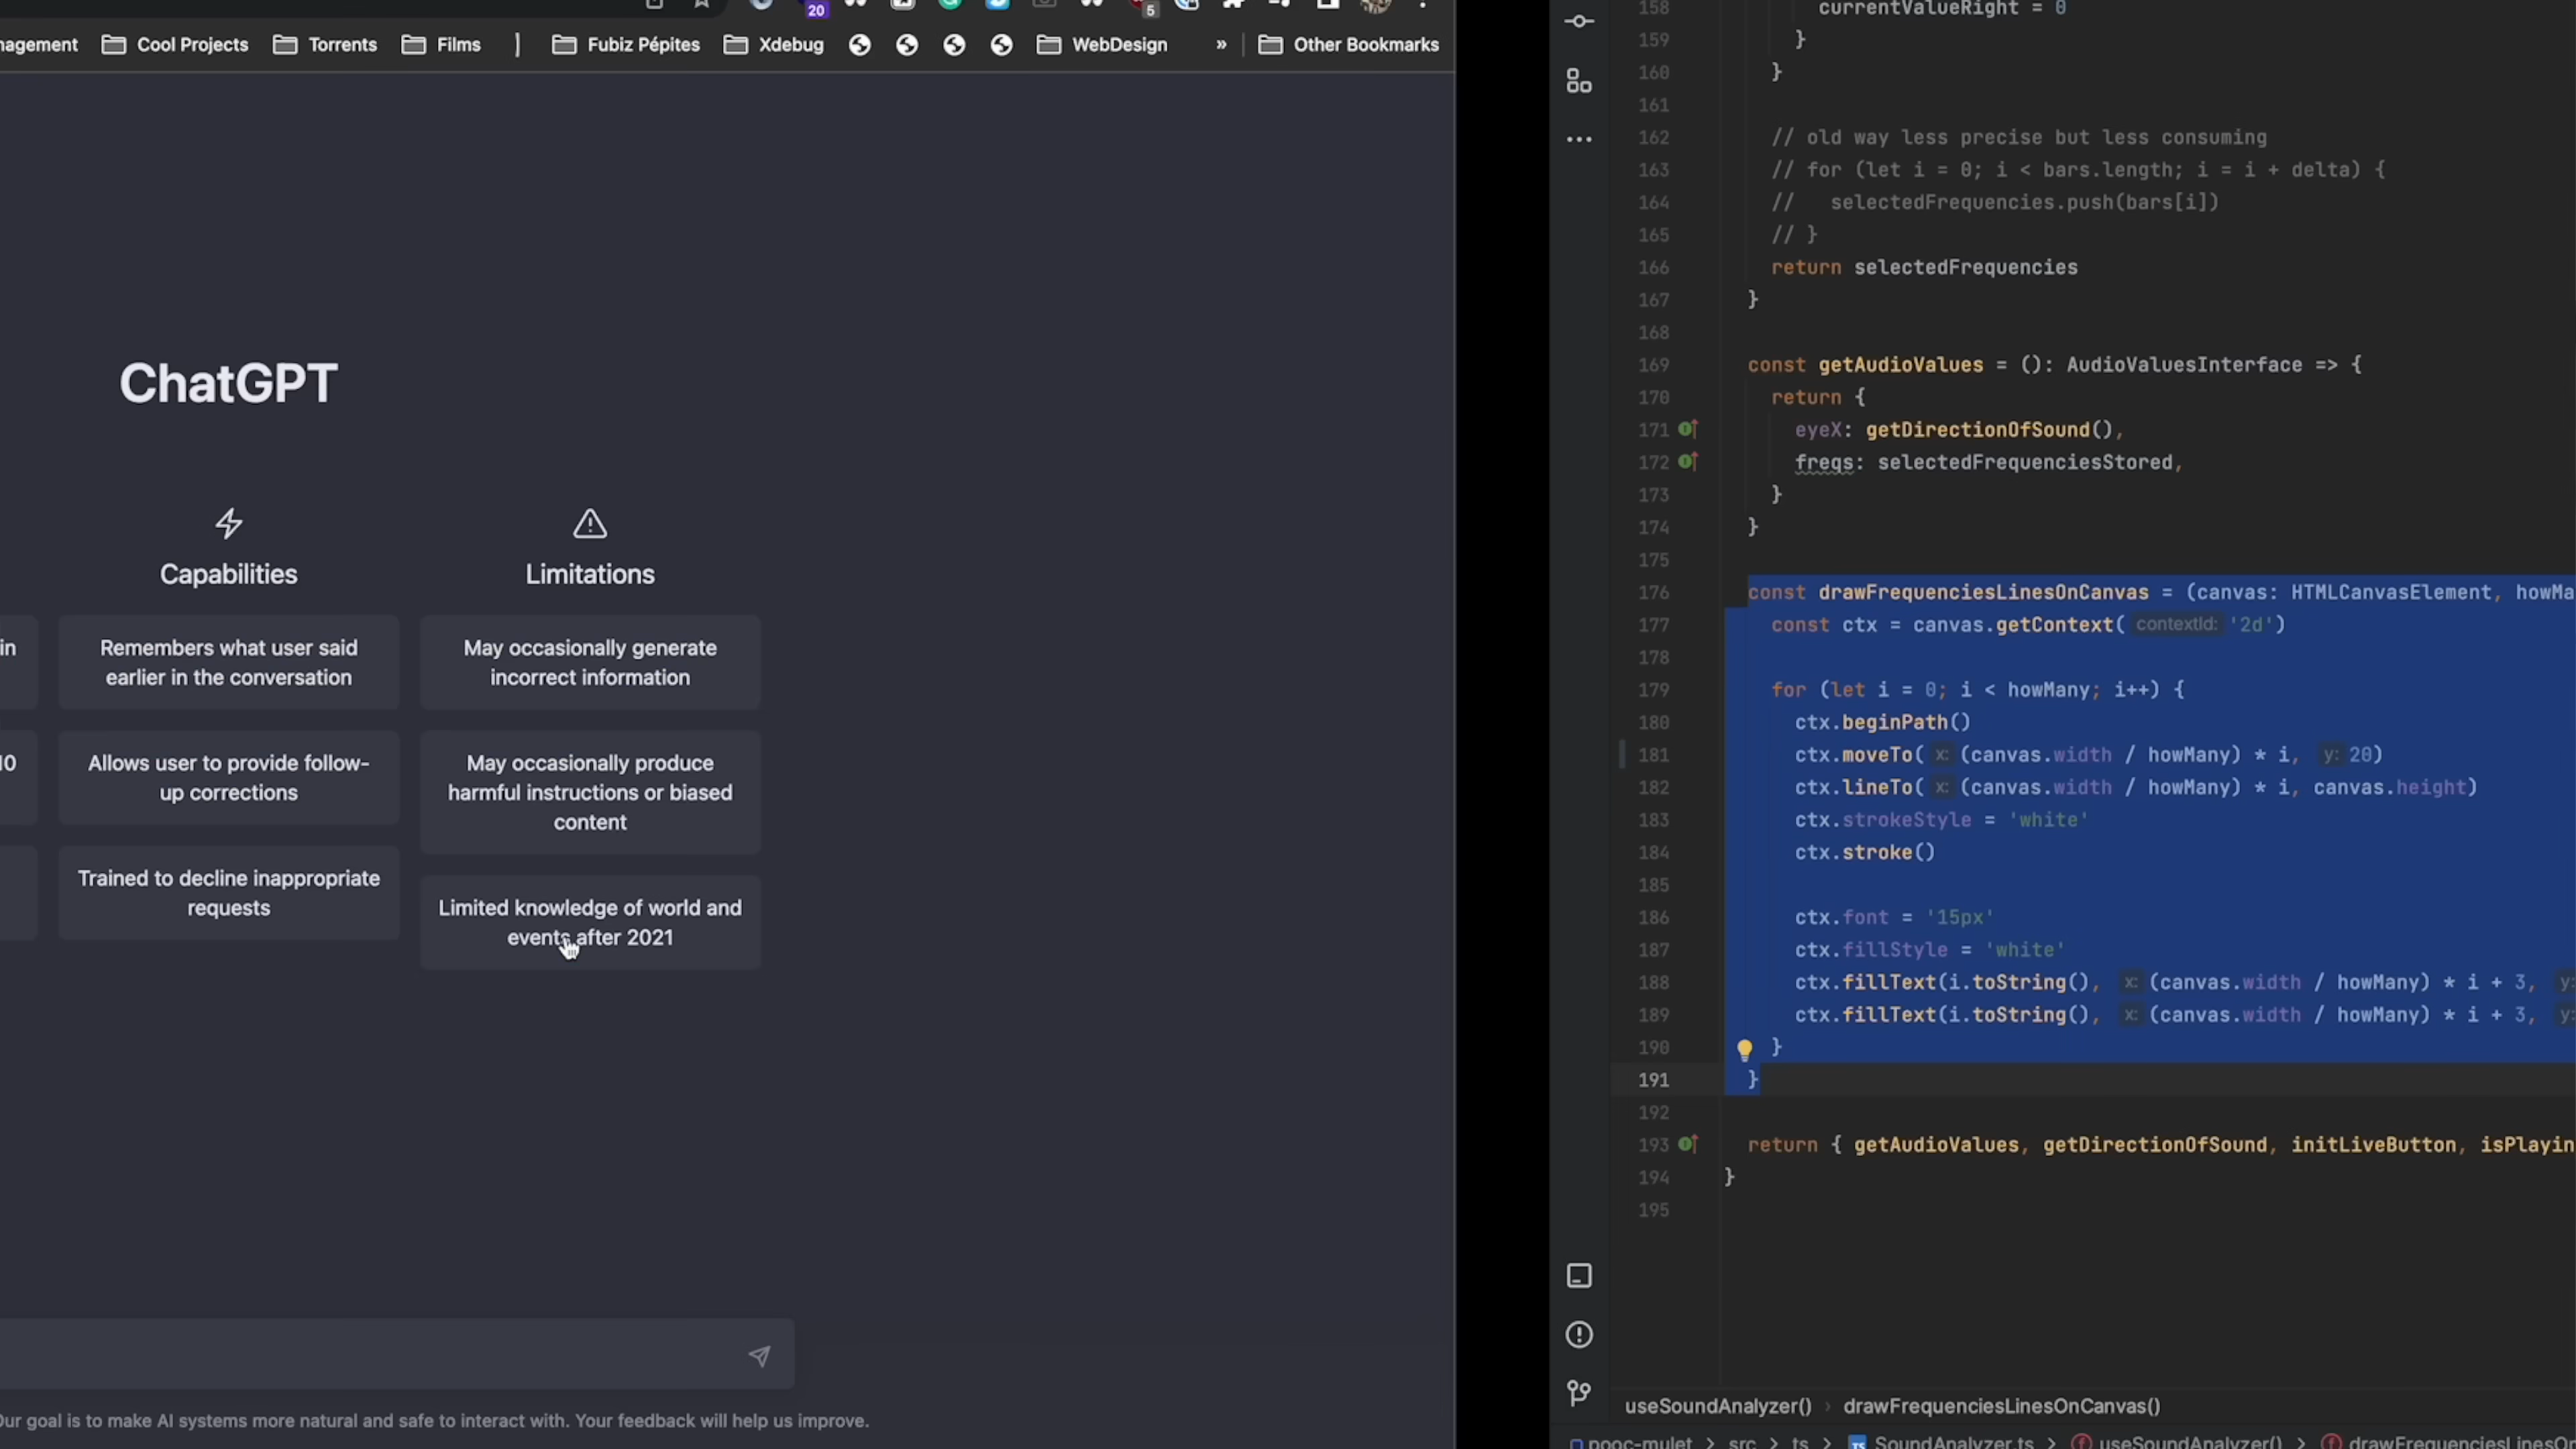 20
5
nagement
Cool Projects
Torrents
Films
]
Fubiz Pépites
Xdebug
WebDesign
»
Other Bookmarks
ChatGPT
Capabilities
Limitations
in
Remembers what user said
earlier in the conversation
May occasionally generate
incorrect information
10
Allows user to provide follow-
up corrections
May occasionally produce
harmful instructions or biased
content
Trained to decline inappropriate
requests
Limited knowledge of world and
events after 2021
Our goal is to make AI systems more natural and safe to interact with. Your feedback will help us improve.
158 currentValueRight = 0
159 }
160 }
161
162 // old way less precise but less consuming
163 // for (let i = 0; i < bars.length; i = i + delta) {
164 // selectedFrequencies.push(bars[i])
165 // }
166 return selectedFrequencies
167 }
168
169 const getAudioValues = (): AudioValuesInterface => {
170 return {
171 eyeX: getDirectionOfSound(),
172 freqs: selectedFrequenciesStored,
173 }
174 }
175
176 const drawFrequenciesLinesOnCanvas = (canvas: HTMLCanvasElement, howMa
177 const ctx = canvas.getContext( contextId: '2d')
178
179 for (let i = 0; i < howMany; i++) {
180 ctx.beginPath()
181 ctx.moveTo( x: (canvas.width / howMany) * i, y: 20)
182 ctx.lineTo( x: (canvas.width / howMany) * i, canvas.height)
183 ctx.strokeStyle = 'white'
184 ctx.stroke()
185
186 ctx.font = '15px'
187 ctx.fillStyle = 'white'
188 ctx.fillText(i.toString(), x: (canvas.width / howMany) * i + 3, y:
189 ctx.fillText(i.toString(), x: (canvas.width / howMany) * i + 3, y:
190 }
191 }
192
193 return { getAudioValues, getDirectionOfSound, initLiveButton, isPlayin
194 }
195
useSoundAnalyzer() › drawFrequenciesLinesOnCanvas()
pooc-mulet > src > ts > TS SoundAnalyzer.ts > useSoundAnalyzer() > drawFrequenciesLinesO